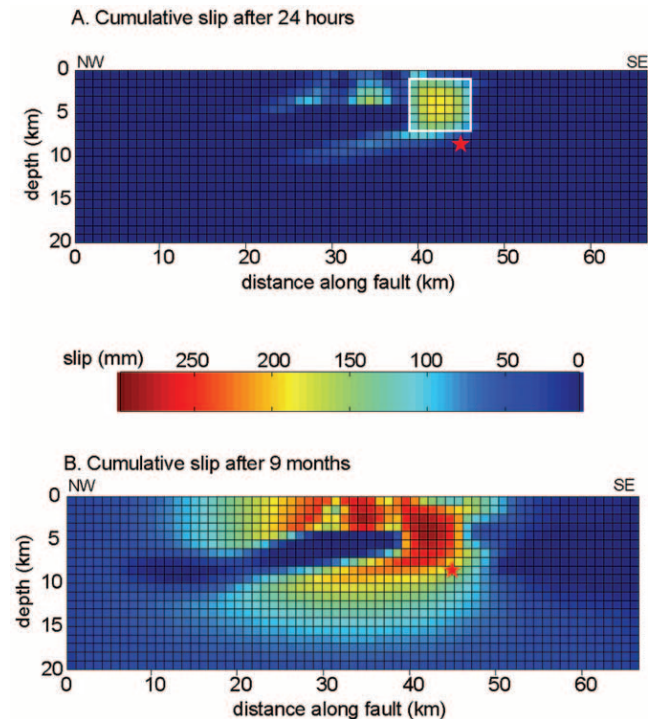 A. Cumulative slip after 24 hours
NW SE
0
5
10
15
20
depth (km)
0 10 20 30 40 50 60
distance along fault (km)
slip (mm) 250 200 150 100 50 0
B. Cumulative slip after 9 months
NW SE
0
5
10
15
20
depth (km)
0 10 20 30 40 50 60
distance along fault (km)